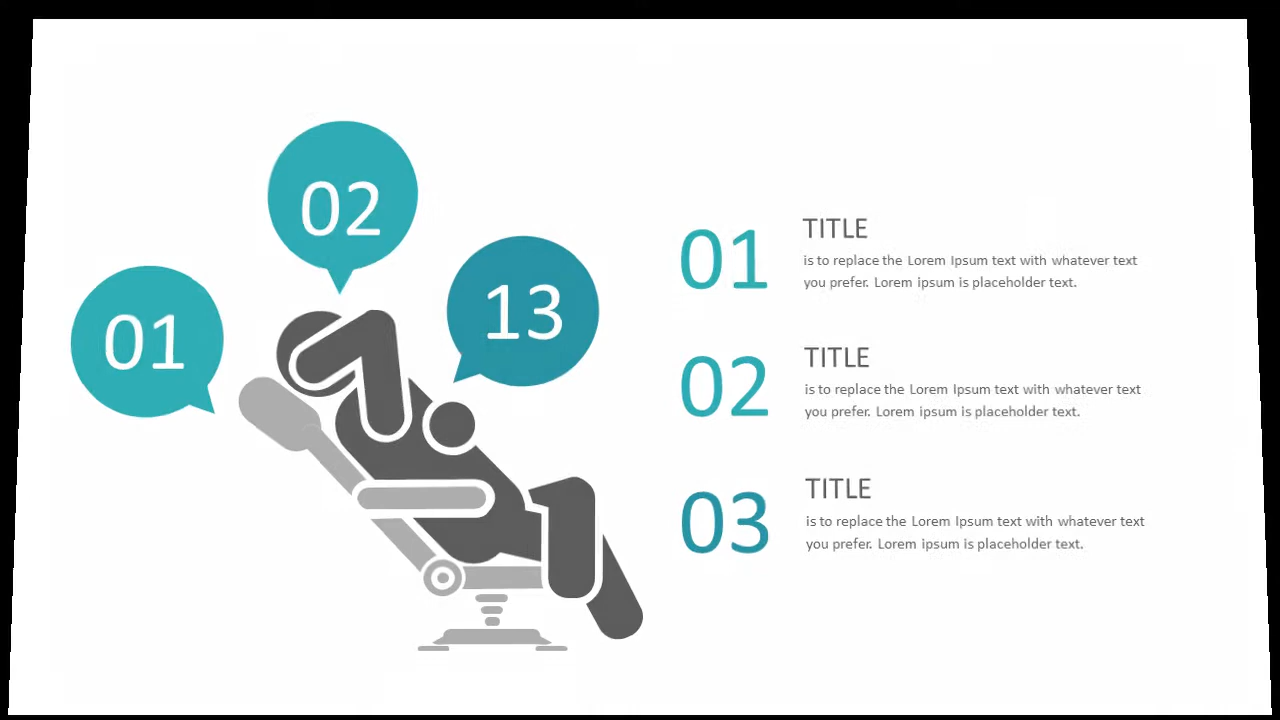 02
01
13
01
TITLE
is to replace the Lorem Ipsum text with whatever text
you prefer. Lorem ipsum is placeholder text.
02
TITLE
is to replace the Lorem Ipsum text with whatever text
you prefer. Lorem ipsum is placeholder text.
03
TITLE
is to replace the Lorem Ipsum text with whatever text
you prefer. Lorem ipsum is placeholder text.